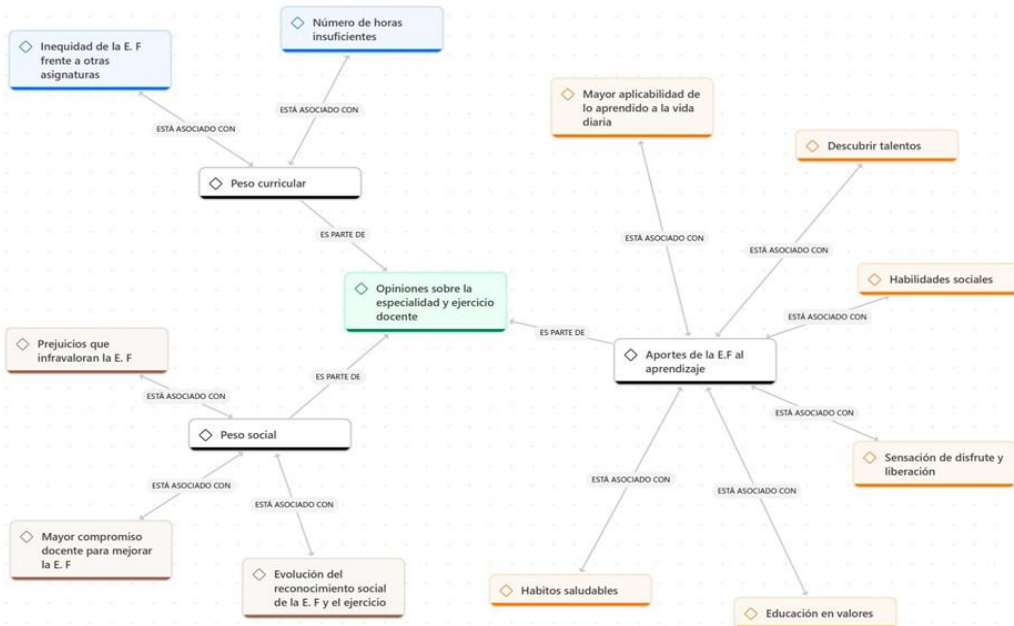 Inequidad de la E. F
frente a otras
asignaturas
Número de horas
insuficientes
ESTÁ ASOCIADO CON
ESTÁ ASOCIADO CON
Peso curricular
ES PARTE DE
Opiniones sobre la
especialidad y ejercicio
docente
Mayor aplicabilidad de
lo aprendido a la vida
diaria
Descubrir talentos
ESTÁ ASOCIADO CON
ESTÁ ASOCIADO CON
Habilidades sociales
ESTÁ ASOCIADO CON
ES PARTE DE
Aportes de la E.F al
aprendizaje
Prejuicios que
infravaloran la E. F
ES PARTE DE
ESTÁ ASOCIADO CON
Peso social
ESTÁ ASOCIADO CON
ESTÁ ASOCIADO CON
Mayor compromiso
docente para mejorar
la E. F
Evolución del
reconocimiento social
de la E. F y el ejercicio
ESTÁ ASOCIADO CON
Sensación de disfrute y
liberación
ESTÁ ASOCIADO CON
ESTÁ ASOCIADO CON
Habitos saludables
Educación en valores